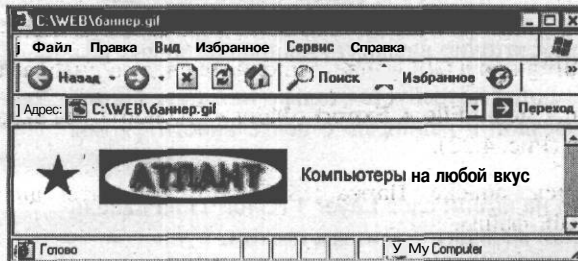 C:\WEB\баннер.gif
j Файл Правка Вид Избранное Сервис Справка
Назад Поиск Избранное »
] Адрес: C:\WEB\баннер.gif Переход
АТЛАНТ Компьютеры на любой вкус
Готово У My Computer